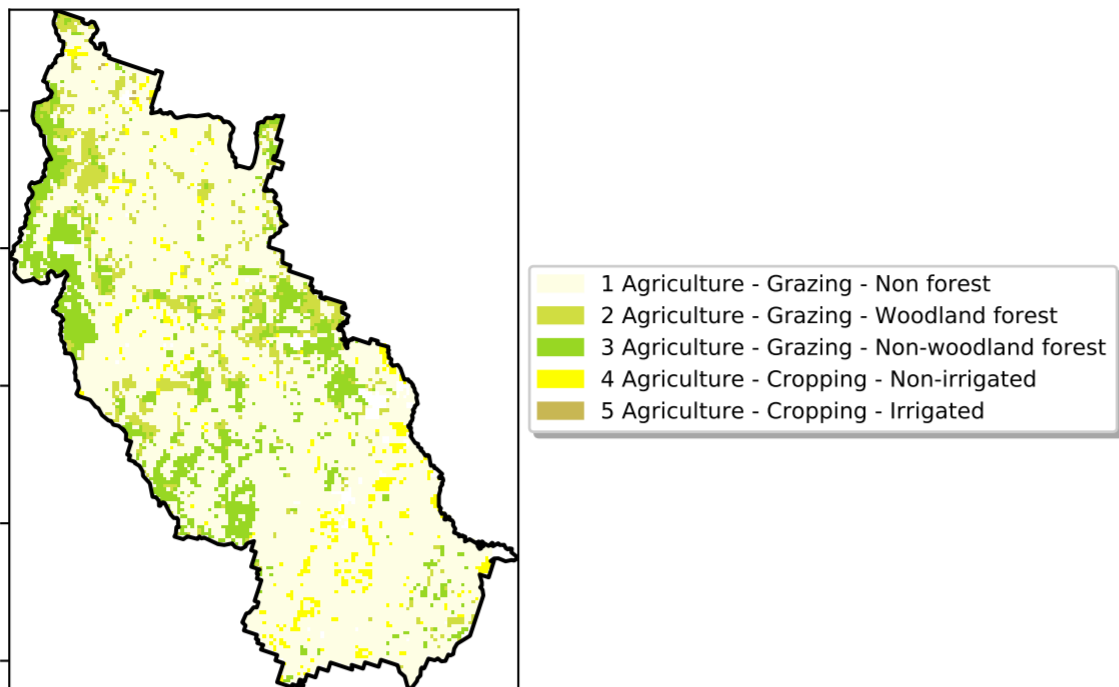 1 Agriculture - Grazing - Non forest
2 Agriculture - Grazing - Woodland forest
3 Agriculture - Grazing - Non-woodland forest
4 Agriculture - Cropping - Non-irrigated
5 Agriculture - Cropping - Irrigated